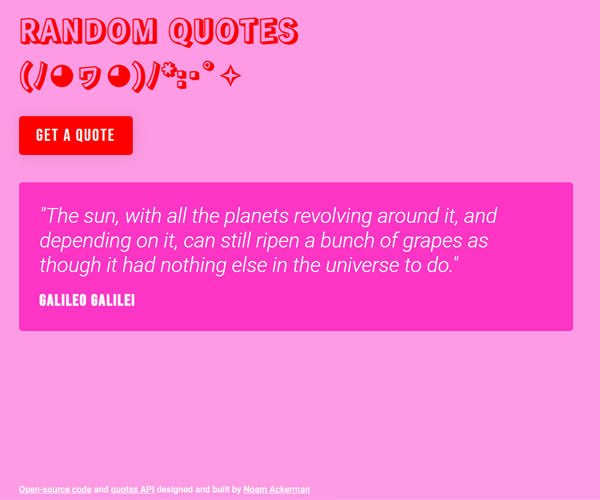 RANDOM QUOTES
(ﾉ◕ヮ◕)ﾉ*:･ﾟ✧
GET A QUOTE
"The sun, with all the planets revolving around it, and
depending on it, can still ripen a bunch of grapes as
though it had nothing else in the universe to do."
GALILEO GALILEI
Open-source code and quotes API designed and built by Noam Ackerman